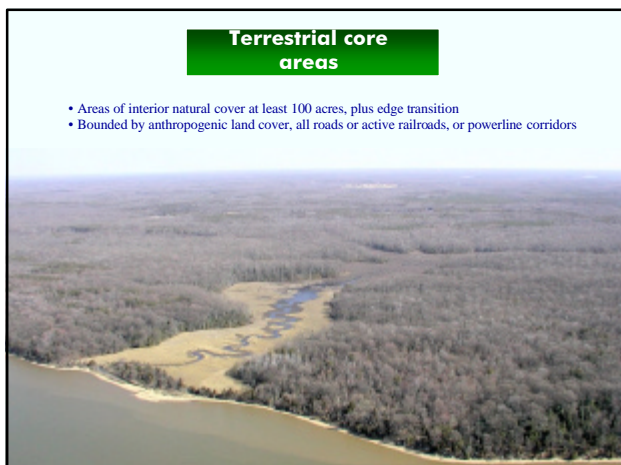 Terrestrial core
areas
• Areas of interior natural cover at least 100 acres, plus edge transition
• Bounded by anthropogenic land cover, all roads or active railroads, or powerline corridors